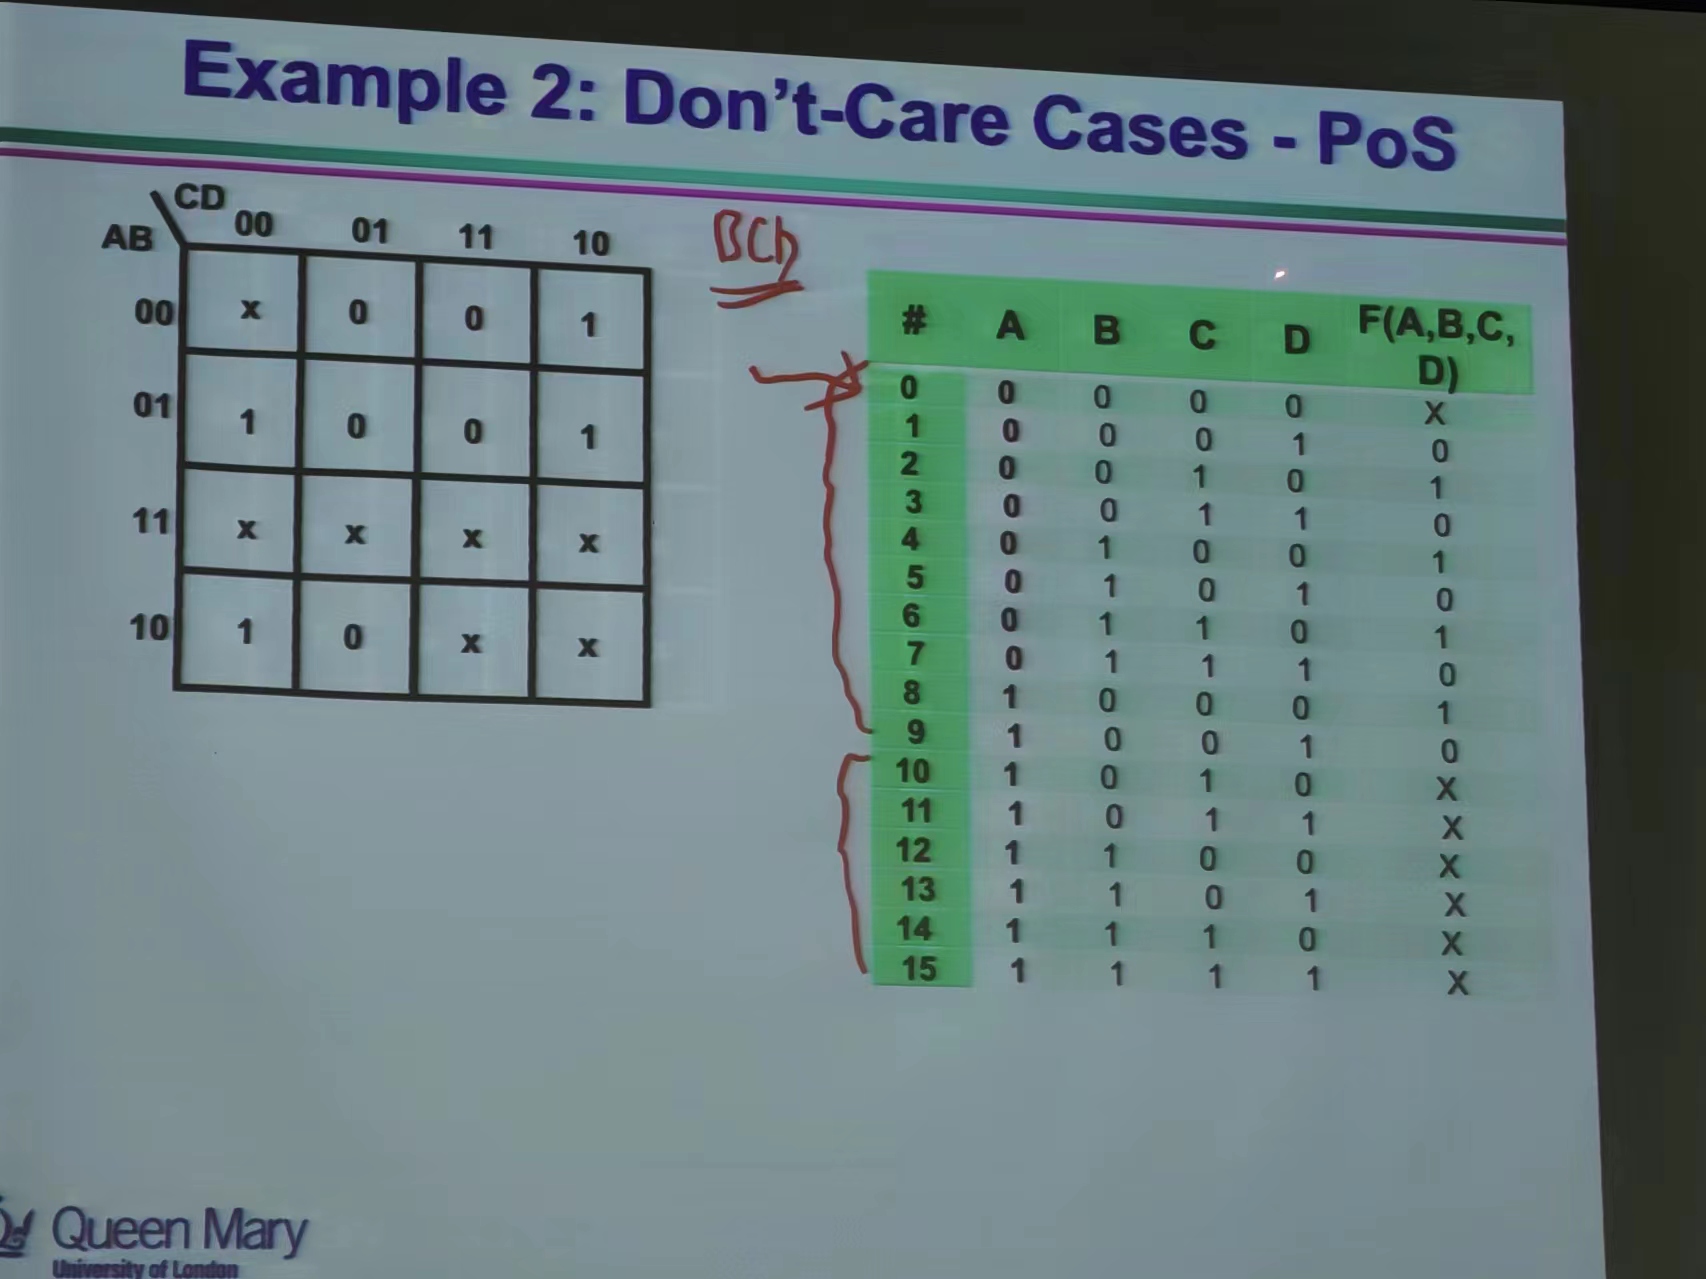 Example 2: Don't-Care Cases - PoS
CD
AB 00 01 11 10
00 x 0 0 1
01 1 0 0 1
11 x x x x
10 1 0 x x
# A B C D F(A,B,C,
D)
0 0 0 0 0 X
1 0 0 0 1 0
2 0 0 1 0 1
3 0 0 1 1 0
4 0 1 0 0 1
5 0 1 0 1 0
6 0 1 1 0 1
7 0 1 1 1 0
8 1 0 0 0 1
9 1 0 0 1 0
10 1 0 1 0 X
11 1 0 1 1 X
12 1 1 0 0 X
13 1 1 0 1 X
14 1 1 1 0 X
15 1 1 1 1 X
Queen Mary
University of London